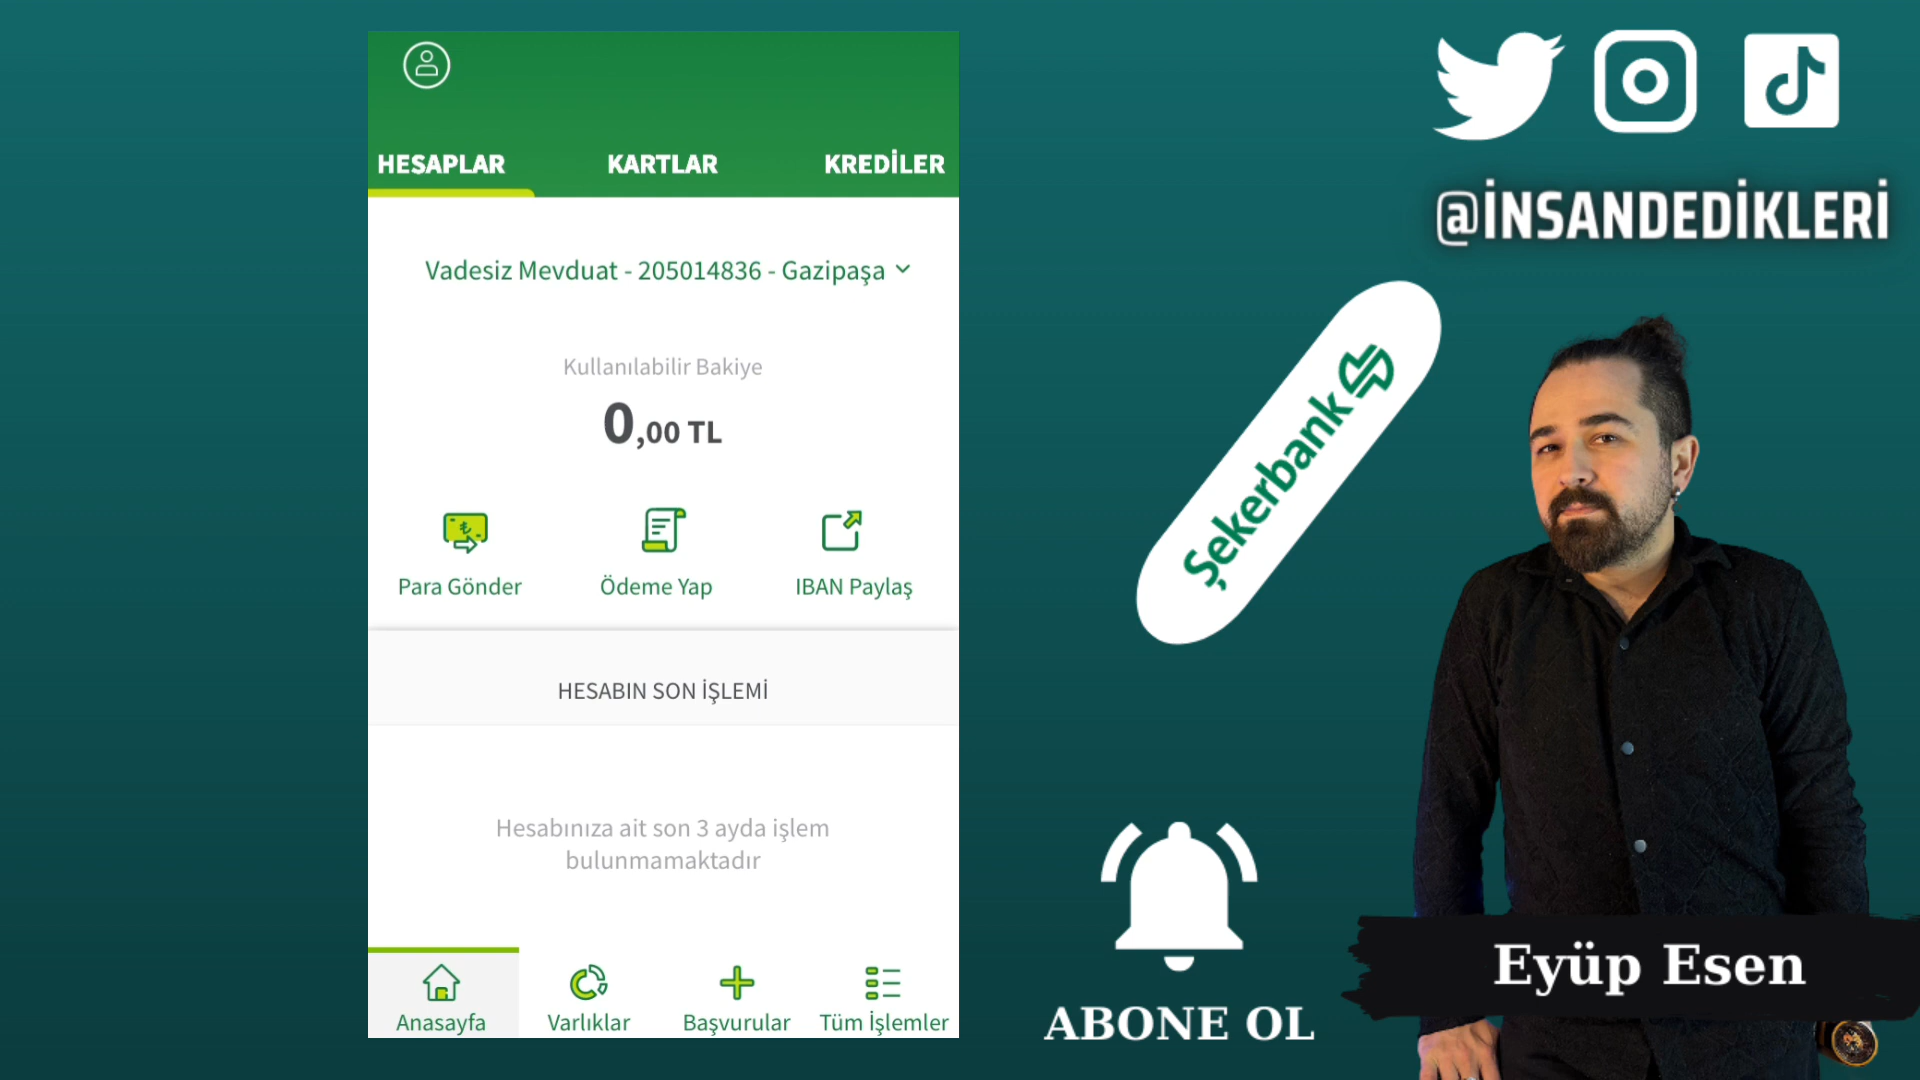 HESAPLAR KARTLAR KREDİLER
Vadesiz Mevduat - 205014836 - Gazipaşa
Kullanılabilir Bakiye
0,00 TL
Para Gönder Ödeme Yap IBAN Paylaş
HESABIN SON İŞLEMİ
Hesabınıza ait son 3 ayda işlem
bulunmamaktadır
Anasayfa Varlıklar Başvurular Tüm İşlemler
@İNSANDEDİKLERİ
Şekerbank
ABONE OL
Eyüp Esen